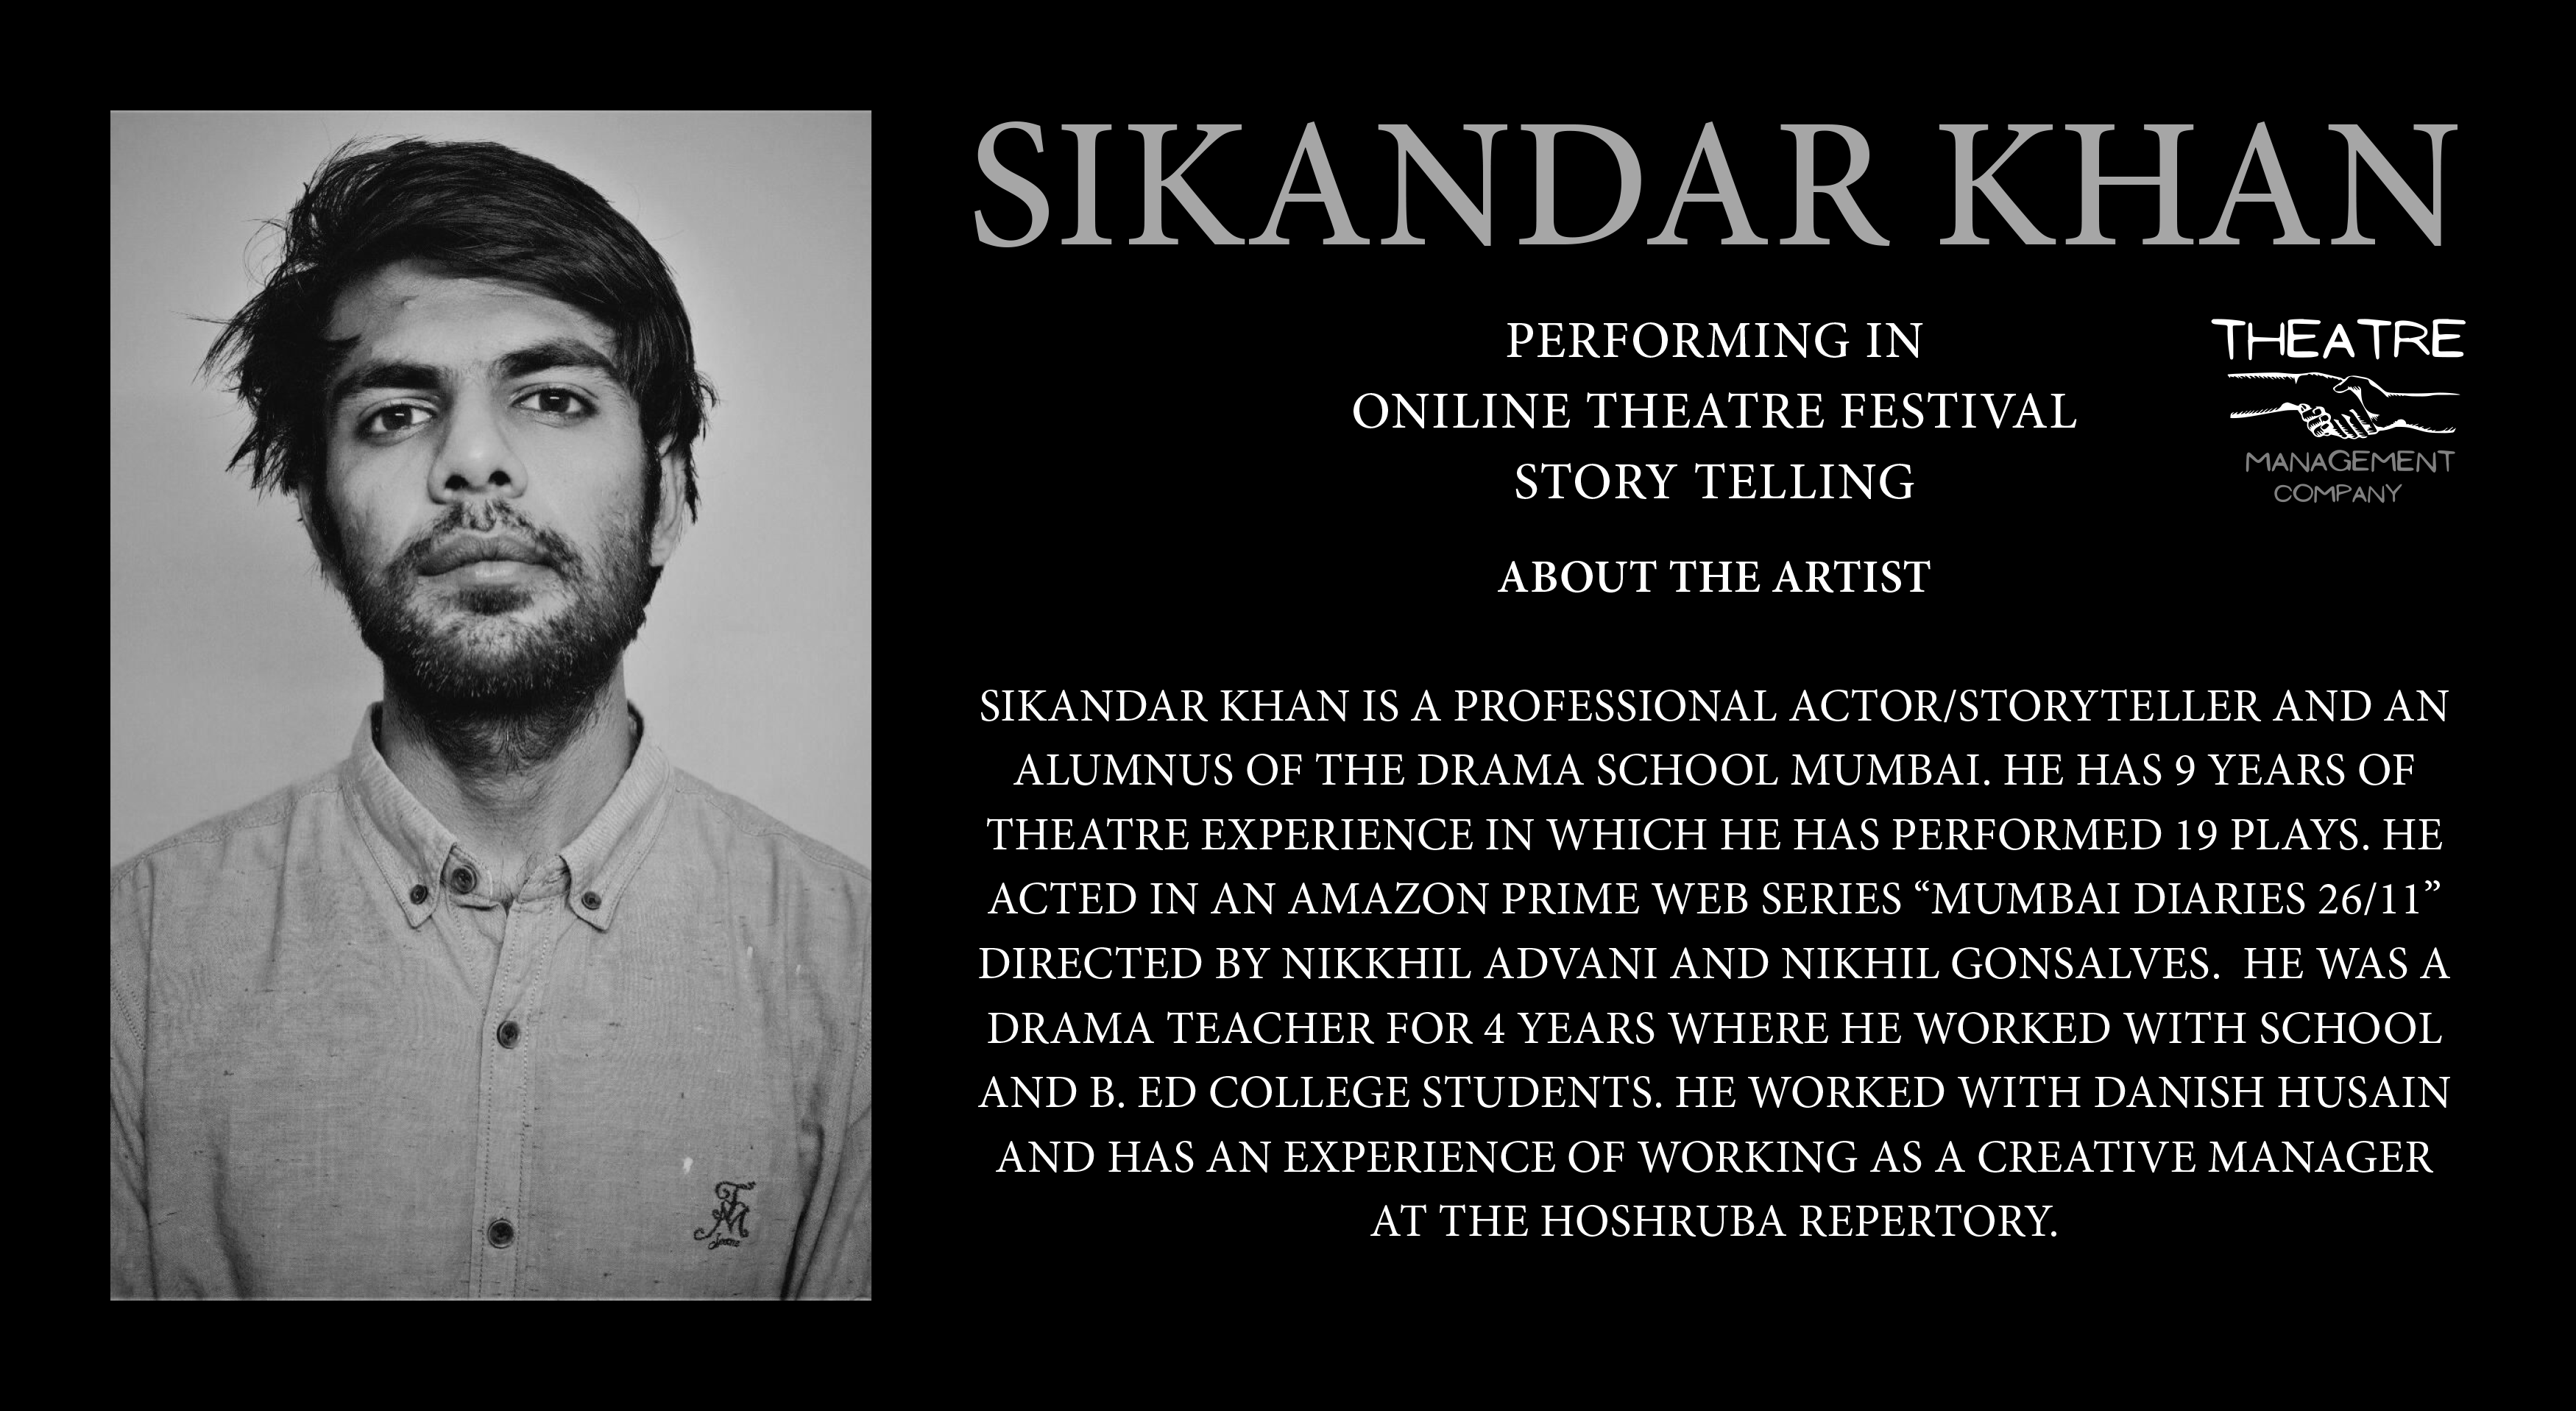 SIKANDAR KHAN
PERFORMING IN
ONILINE THEATRE FESTIVAL
STORY TELLING
THEATRE
MANAGEMENT
COMPANY
ABOUT THE ARTIST
SIKANDAR KHAN IS A PROFESSIONAL ACTOR/STORYTELLER AND AN
ALUMNUS OF THE DRAMA SCHOOL MUMBAI. HE HAS 9 YEARS OF
THEATRE EXPERIENCE IN WHICH HE HAS PERFORMED 19 PLAYS. HE
ACTED IN AN AMAZON PRIME WEB SERIES “MUMBAI DIARIES 26/11”
DIRECTED BY NIKKHIL ADVANI AND NIKHIL GONSALVES.  HE WAS A
DRAMA TEACHER FOR 4 YEARS WHERE HE WORKED WITH SCHOOL
AND B. ED COLLEGE STUDENTS. HE WORKED WITH DANISH HUSAIN
AND HAS AN EXPERIENCE OF WORKING AS A CREATIVE MANAGER
AT THE HOSHRUBA REPERTORY.